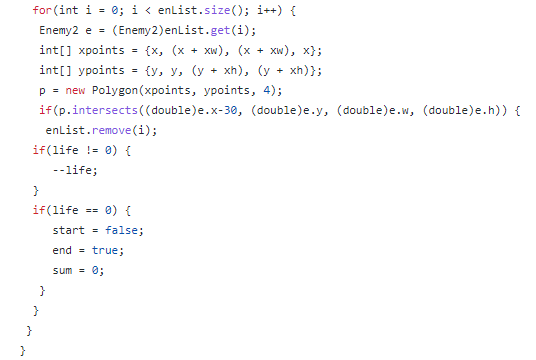 for(int i = 0; i < enList.size(); i++) {
Enemy2 e = (Enemy2)enList.get(i);
int[] xpoints = {x, (x + xw), (x + xw), x};
int[] ypoints = {y, y, (y + xh), (y + xh)};
p = new Polygon(xpoints, ypoints, 4);
if(p.intersects((double)e.x-30, (double)e.y, (double)e.w, (double)e.h)) {
enList.remove(i);
if(life != 0) {
--life;
}
if(life == 0) {
start = false;
end = true;
sum = 0;
}
}
}
}